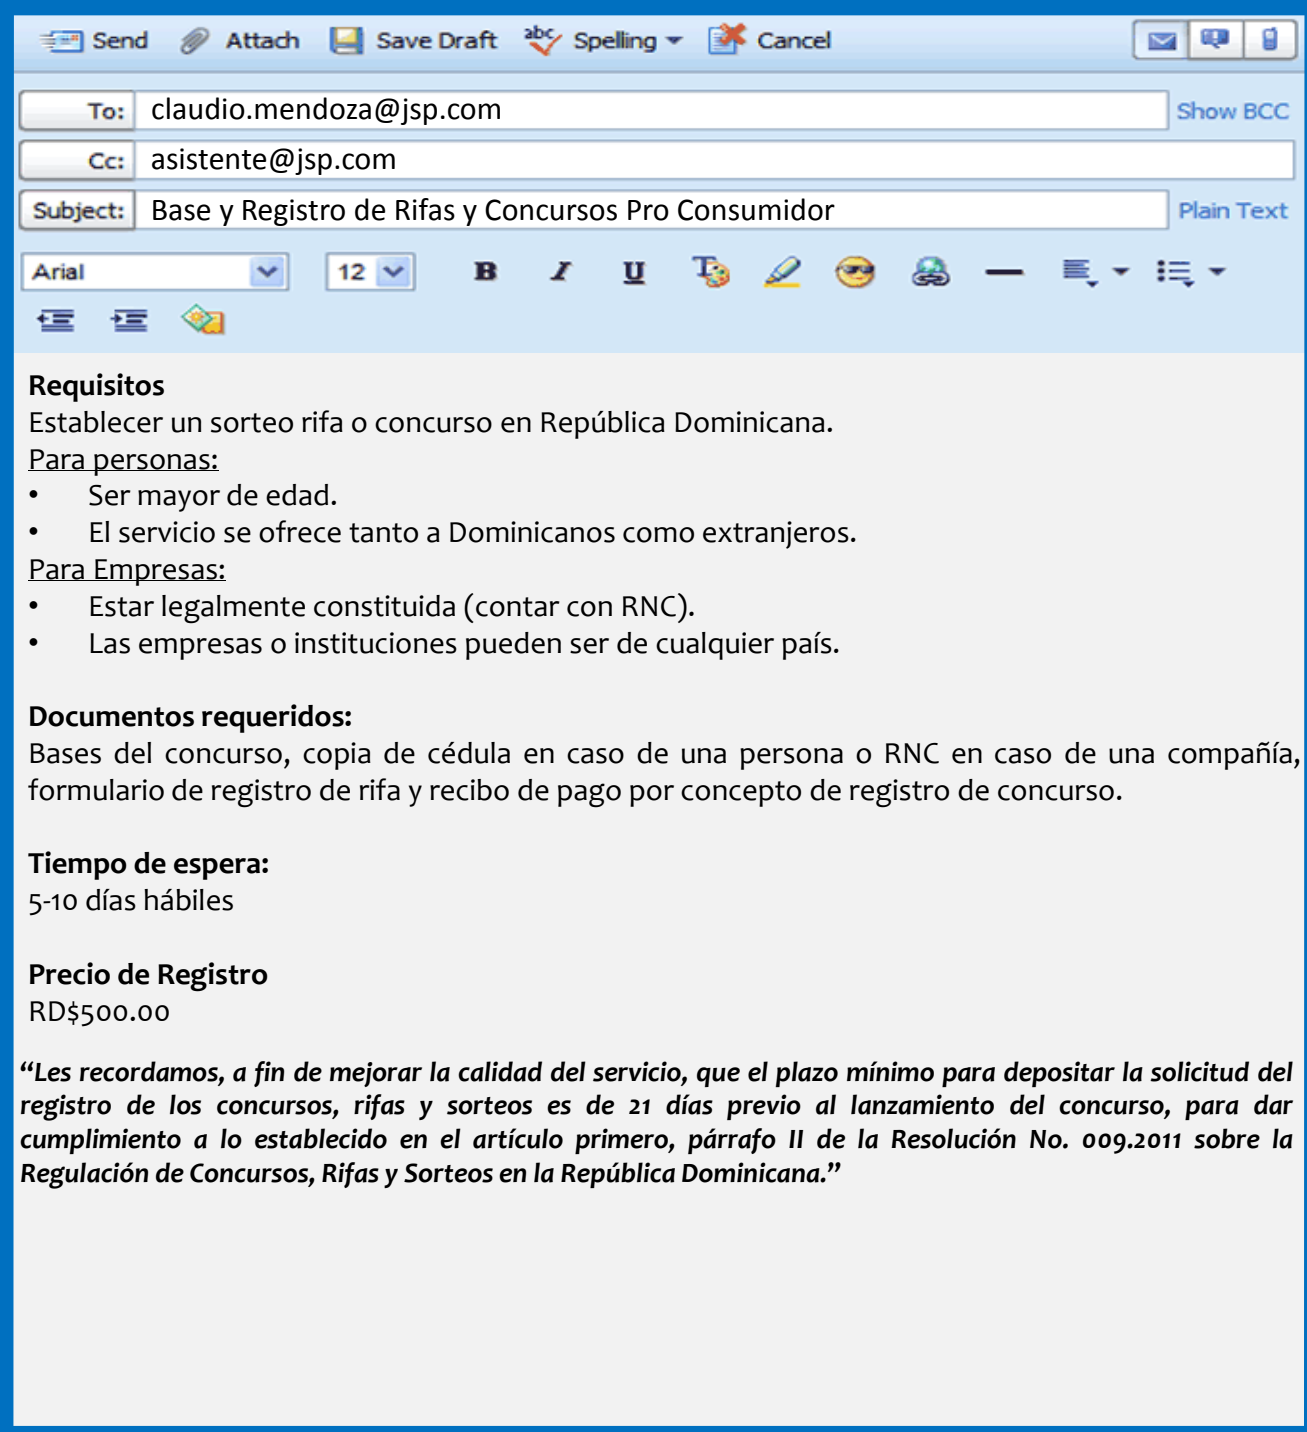 Send Attach Save Draft abc Spelling Cancel
To: claudio.mendoza@jsp.com Show BCC
Cc: asistente@jsp.com
Subject: Base y Registro de Rifas y Concursos Pro Consumidor Plain Text
Arial 12 B I U T
Requisitos
Establecer un sorteo rifa o concurso en República Dominicana.
Para personas:
• Ser mayor de edad.
• El servicio se ofrece tanto a Dominicanos como extranjeros.
Para Empresas:
• Estar legalmente constituida (contar con RNC).
• Las empresas o instituciones pueden ser de cualquier país.
Documentos requeridos:
Bases del concurso, copia de cédula en caso de una persona o RNC en caso de una compañía,
formulario de registro de rifa y recibo de pago por concepto de registro de concurso.
Tiempo de espera:
5-10 días hábiles
Precio de Registro
RD$500.00
“Les recordamos, a fin de mejorar la calidad del servicio, que el plazo mínimo para depositar la solicitud del
registro de los concursos, rifas y sorteos es de 21 días previo al lanzamiento del concurso, para dar
cumplimiento a lo establecido en el artículo primero, párrafo II de la Resolución No. 009.2011 sobre la
Regulación de Concursos, Rifas y Sorteos en la República Dominicana.”